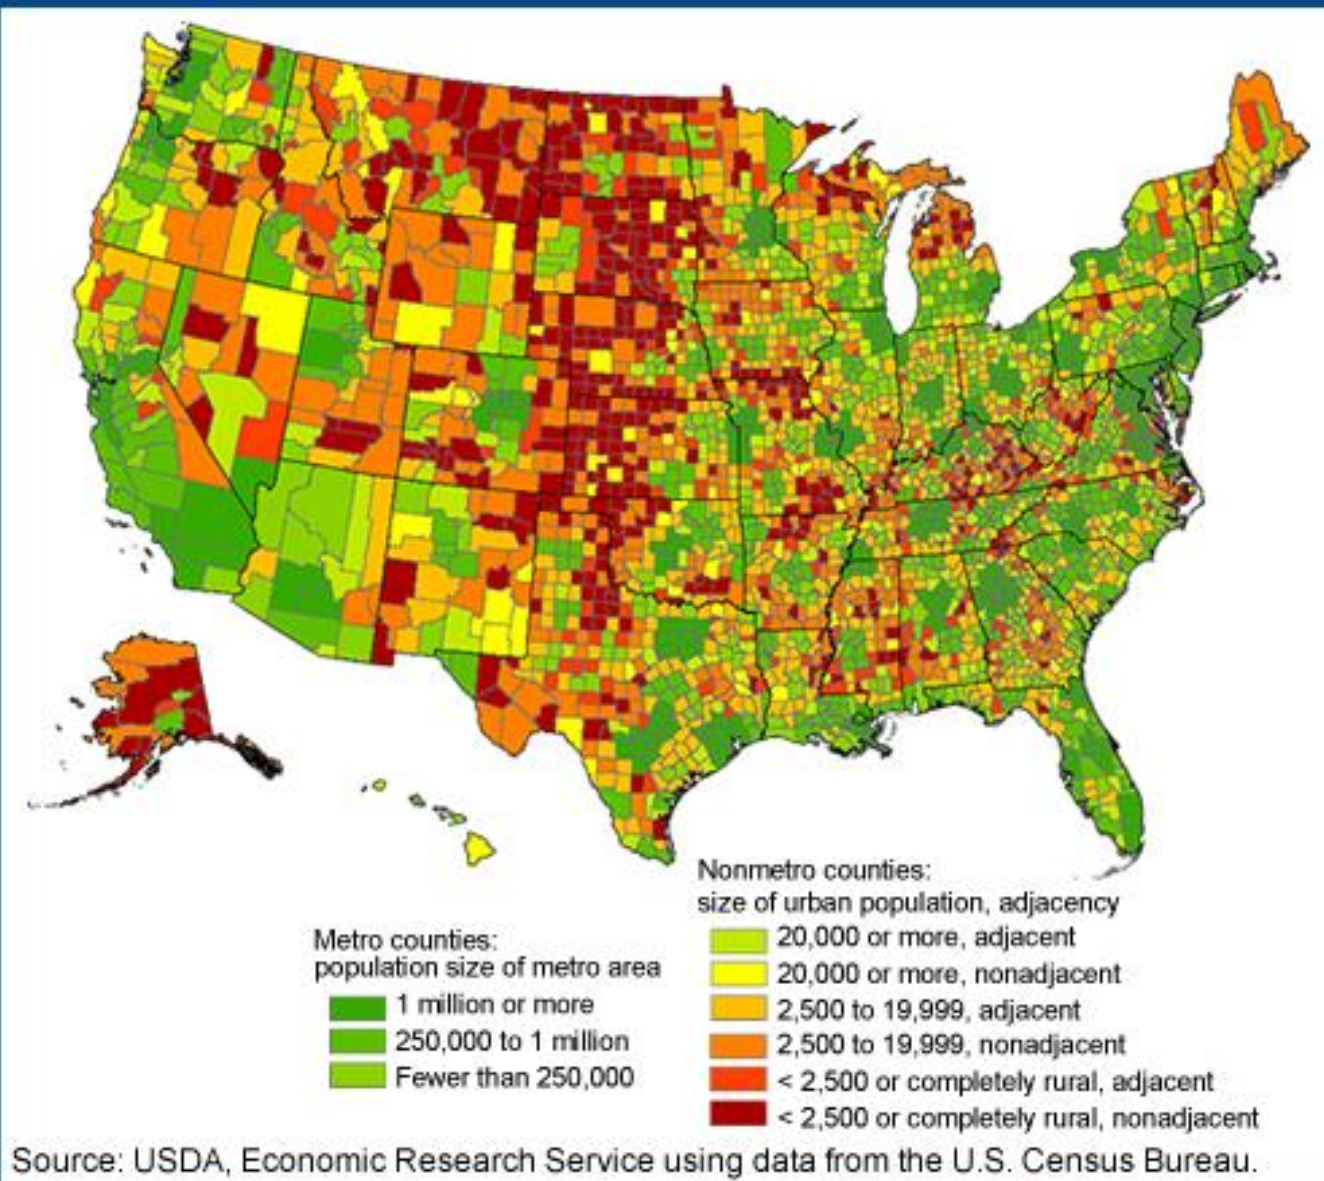 Metro counties:
population size of metro area
1 million or more
250,000 to 1 million
Fewer than 250,000
Nonmetro counties:
size of urban population, adjacency
20,000 or more, adjacent
20,000 or more, nonadjacent
2,500 to 19,999, adjacent
2,500 to 19,999, nonadjacent
< 2,500 or completely rural, adjacent
< 2,500 or completely rural, nonadjacent
Source: USDA, Economic Research Service using data from the U.S. Census Bureau.